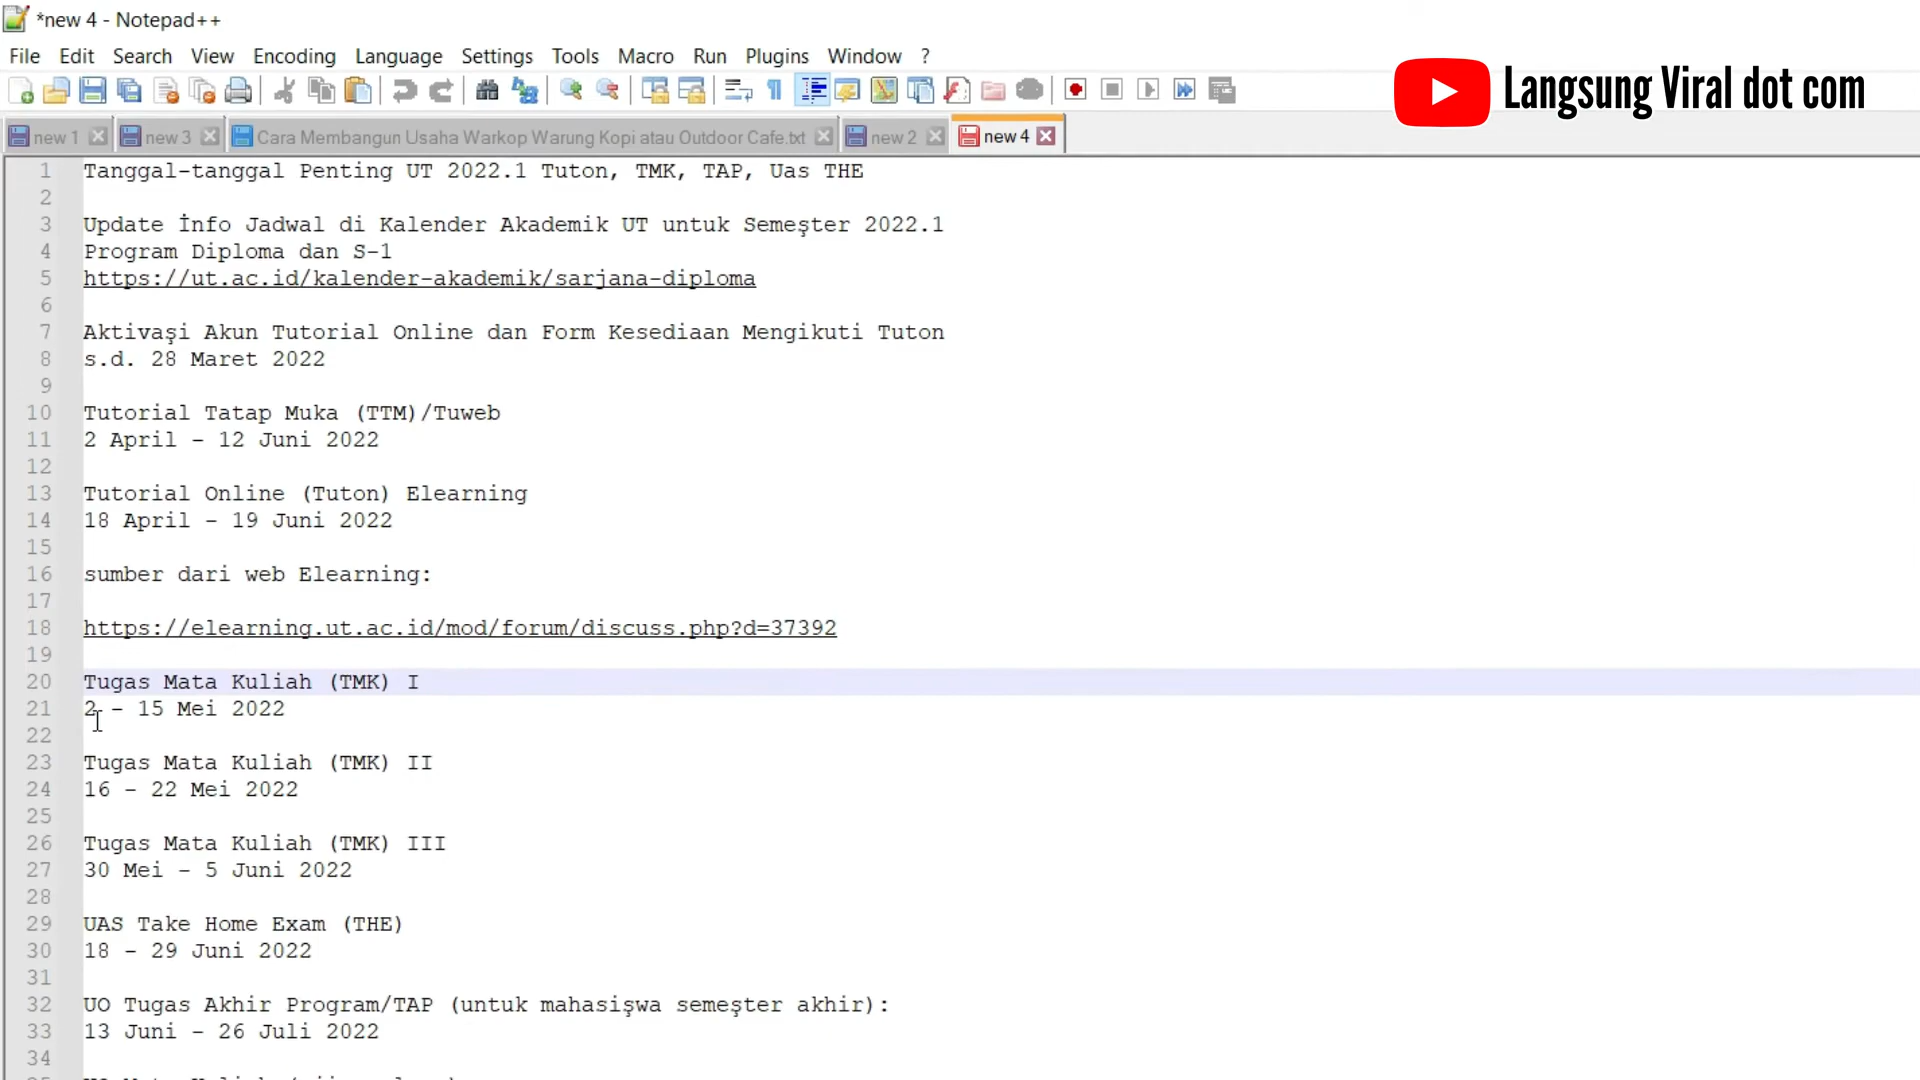 *new 4 - Notepad++
File Edit Search View Encoding Language Settings Tools Macro Run Plugins Window ?
Langsung Viral dot com
new 1 new 3 Cara Membangun Usaha Warkop Warung Kopi atau Outdoor Cafe.txt new 2 new 4
1 Tanggal-tanggal Penting UT 2022.1 Tuton, TMK, TAP, Uas THE
2
3 Update İnfo Jadwal di Kalender Akademik UT untuk Semeşter 2022.1
4 Program Diploma dan S-1
5 https://ut.ac.id/kalender-akademik/sarjana-diploma
6
7 Aktivaşi Akun Tutorial Online dan Form Kesediaan Mengikuti Tuton
8 s.d. 28 Maret 2022
9
10 Tutorial Tatap Muka (TTM)/Tuweb
11 2 April - 12 Juni 2022
12
13 Tutorial Online (Tuton) Elearning
14 18 April - 19 Juni 2022
15
16 sumber dari web Elearning:
17
18 https://elearning.ut.ac.id/mod/forum/discuss.php?d=37392
19
20 Tugas Mata Kuliah (TMK) I
21 2 - 15 Mei 2022
22
23 Tugas Mata Kuliah (TMK) II
24 16 - 22 Mei 2022
25
26 Tugas Mata Kuliah (TMK) III
27 30 Mei - 5 Juni 2022
28
29 UAS Take Home Exam (THE)
30 18 - 29 Juni 2022
31
32 UO Tugas Akhir Program/TAP (untuk mahasişwa semeşter akhir):
33 13 Juni - 26 Juli 2022
34